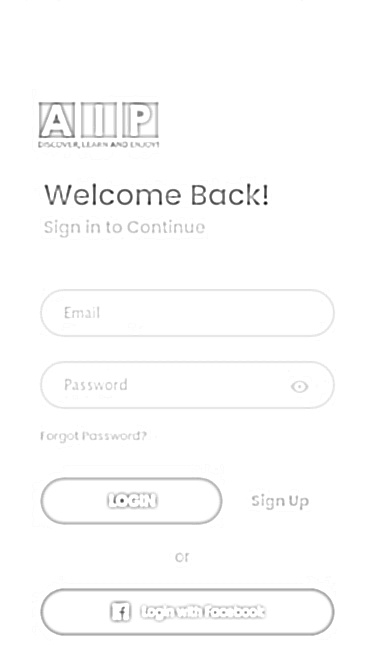 AIP
DISCOVER, LEARN AND ENJOY!
Welcome Back!
Sign in to Continue
Email
Password
Forgot Password?
LOGIN
Sign Up
or
Login with Facebook